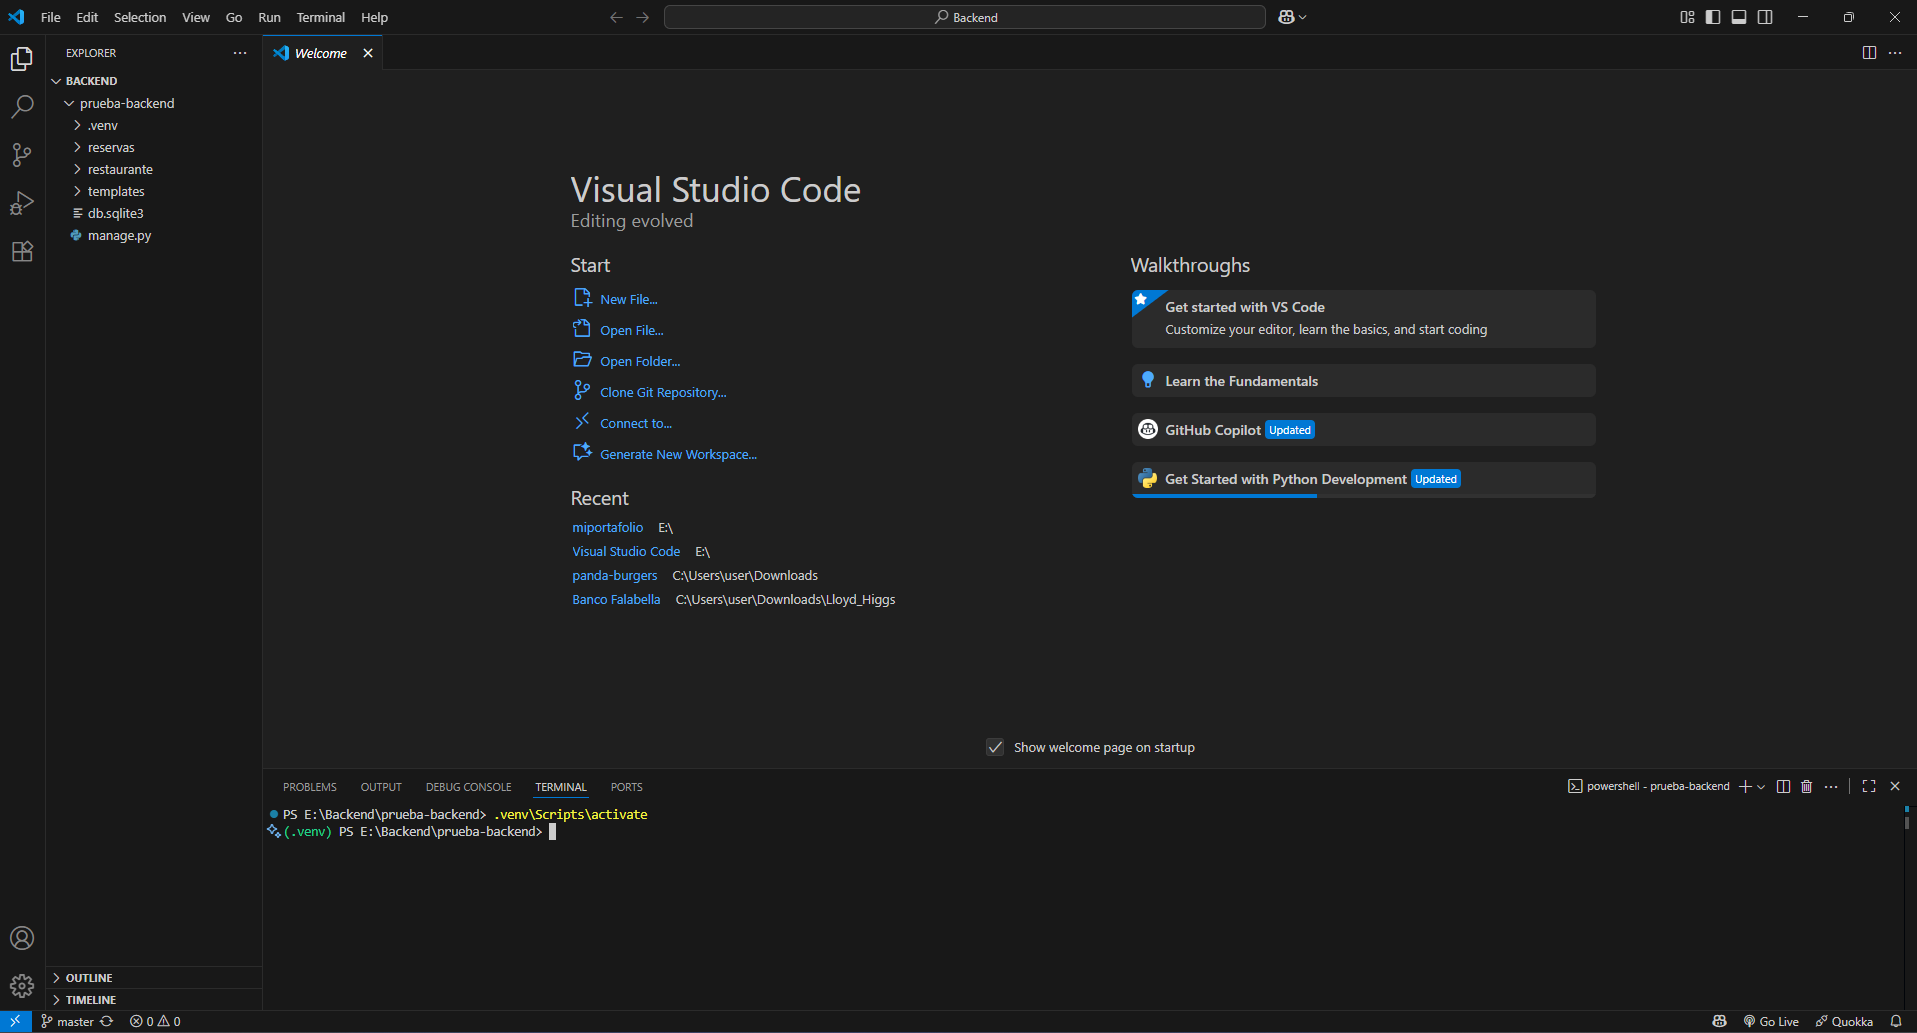 File Edit Selection View Go Run Terminal Help
Backend
EXPLORER
BACKEND
prueba-backend
.venv
reservas
restaurante
templates
db.sqlite3
manage.py
OUTLINE
TIMELINE
Welcome
Visual Studio Code
Editing evolved
Start
New File...
Open File...
Open Folder...
Clone Git Repository...
Connect to...
Generate New Workspace...
Recent
miportafolio E:\
Visual Studio Code E:\
panda-burgers C:\Users\user\Downloads
Banco Falabella C:\Users\user\Downloads\Lloyd_Higgs
Walkthroughs
Get started with VS Code
Customize your editor, learn the basics, and start coding
Learn the Fundamentals
GitHub Copilot Updated
Get Started with Python Development Updated
Show welcome page on startup
PROBLEMS OUTPUT DEBUG CONSOLE TERMINAL PORTS
powershell - prueba-backend
PS E:\Backend\prueba-backend> .venv\Scripts\activate
(.venv) PS E:\Backend\prueba-backend>
master 0 0
Go Live Quokka